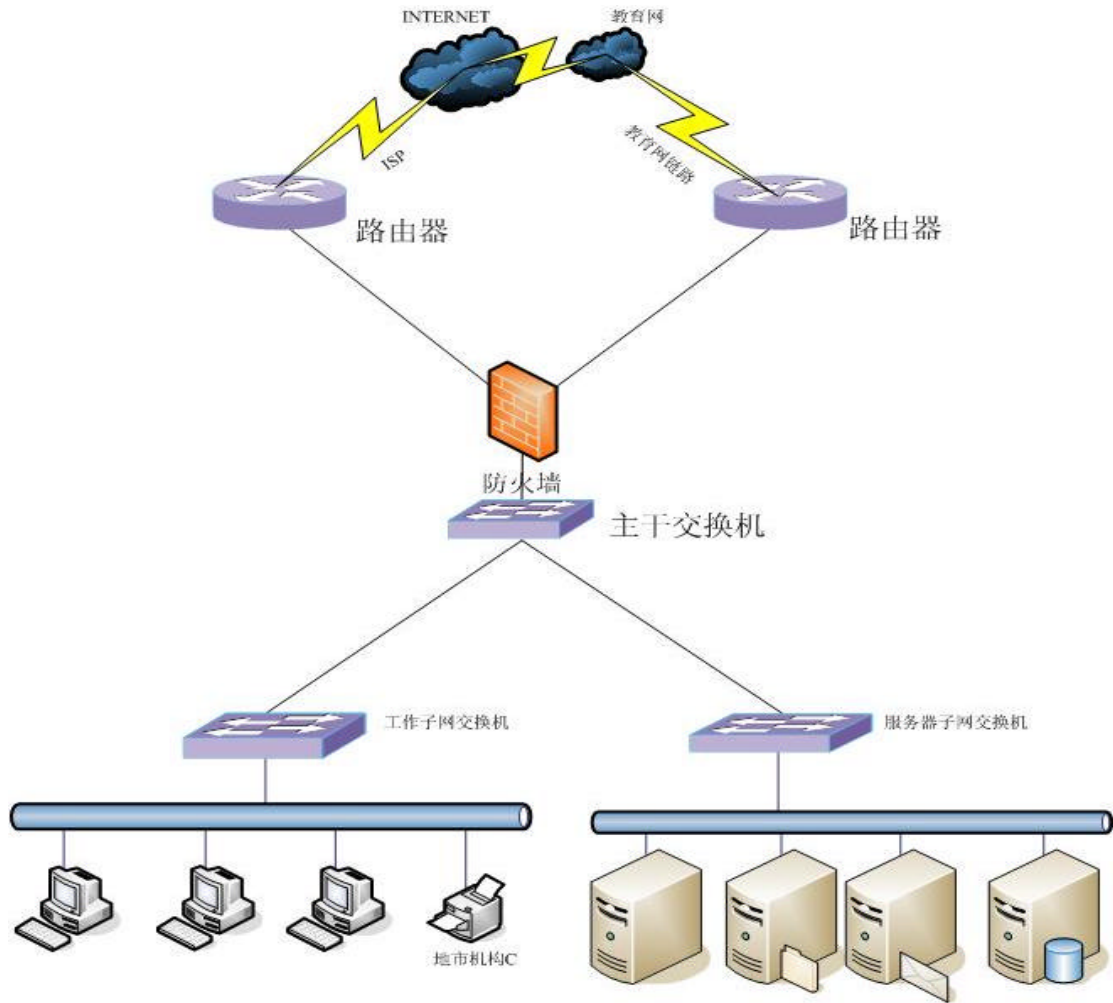 INTERNET
教育网
ISP
教育网链路
路由器
路由器
防火墙
主干交换机
工作子网交换机
服务器子网交换机
地市机构C